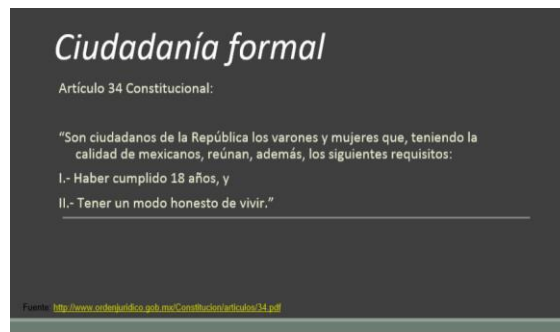 Ciudadanía formal
Artículo 34 Constitucional:
“Son ciudadanos de la República los varones y mujeres que, teniendo la
calidad de mexicanos, reúnan, además, los siguientes requisitos:
I.- Haber cumplido 18 años, y
II.- Tener un modo honesto de vivir.”
Fuente: http://www.ordenjuridico.gob.mx/Constitucion/articulos/34.pdf